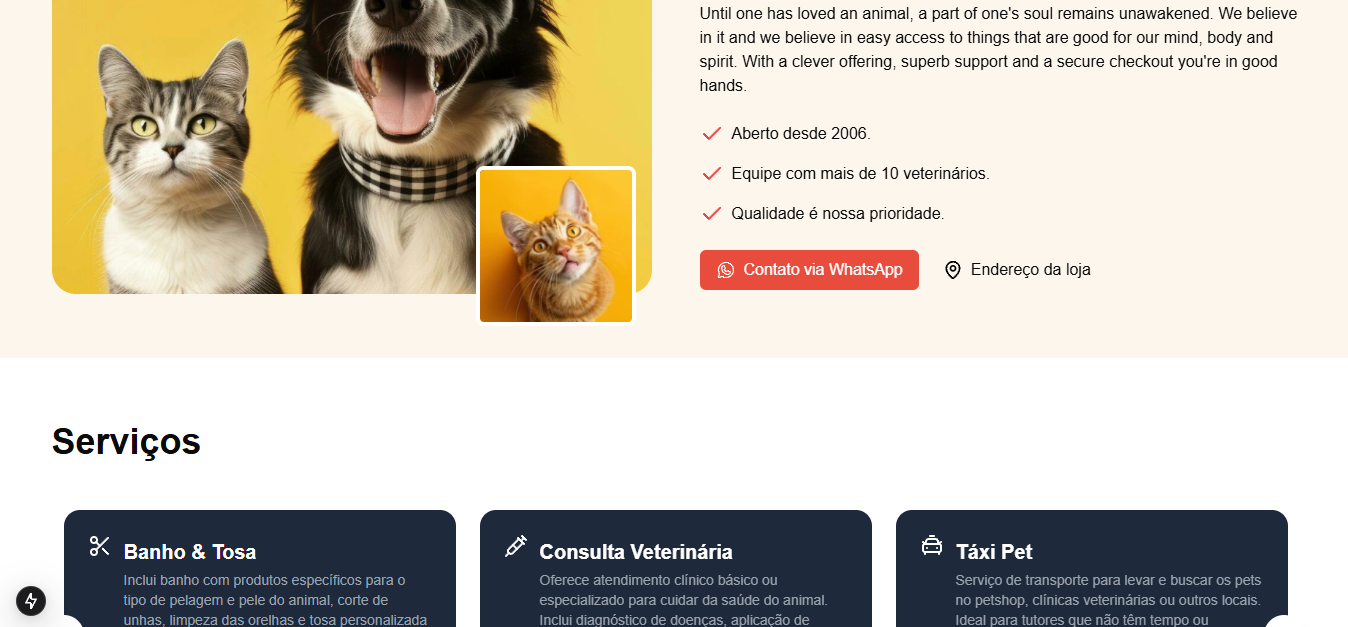 Until one has loved an animal, a part of one's soul remains unawakened. We believe
in it and we believe in easy access to things that are good for our mind, body and
spirit. With a clever offering, superb support and a secure checkout you're in good
hands.
Aberto desde 2006.
Equipe com mais de 10 veterinários.
Qualidade é nossa prioridade.
Contato via WhatsApp
Endereço da loja
Serviços
Banho & Tosa
Inclui banho com produtos específicos para o
tipo de pelagem e pele do animal, corte de
unhas, limpeza das orelhas e tosa personalizada
Consulta Veterinária
Oferece atendimento clínico básico ou
especializado para cuidar da saúde do animal.
Inclui diagnóstico de doenças, aplicação de
Táxi Pet
Serviço de transporte para levar e buscar os pets
no petshop, clínicas veterinárias ou outros locais.
Ideal para tutores que não têm tempo ou